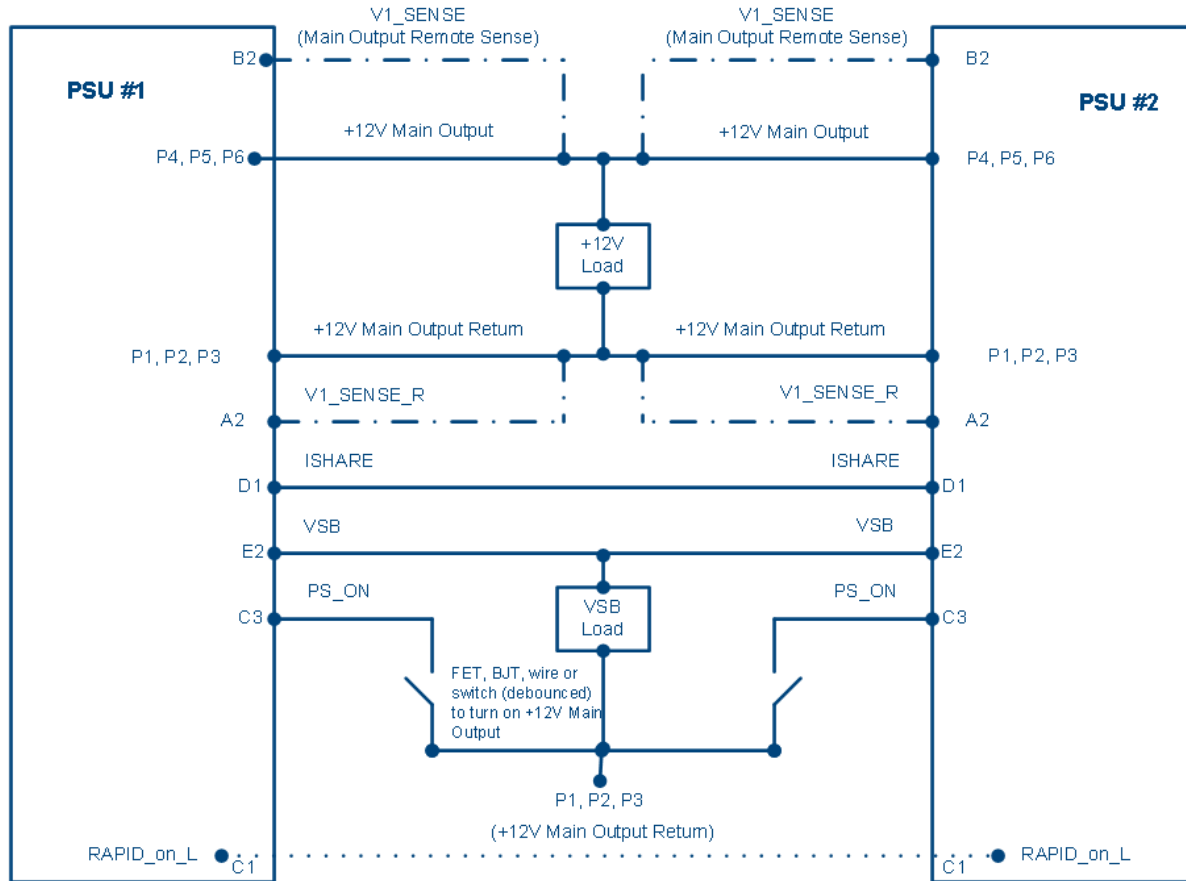 V1_SENSE
(Main Output Remote Sense)
V1_SENSE
(Main Output Remote Sense)
B2
B2
PSU #1
PSU #2
+12V Main Output
+12V Main Output
P4, P5, P6
P4, P5, P6
+12V
Load
+12V Main Output Return
+12V Main Output Return
P1, P2, P3
P1, P2, P3
V1_SENSE_R
V1_SENSE_R
A2
A2
ISHARE
ISHARE
D1
D1
VSB
VSB
E2
E2
PS_ON
PS_ON
C3
C3
VSB
Load
FET, BJT, wire or
switch (debounced)
to turn on +12V Main
Output
P1, P2, P3
(+12V Main Output Return)
RAPID_on_L
RAPID_on_L
C1
C1